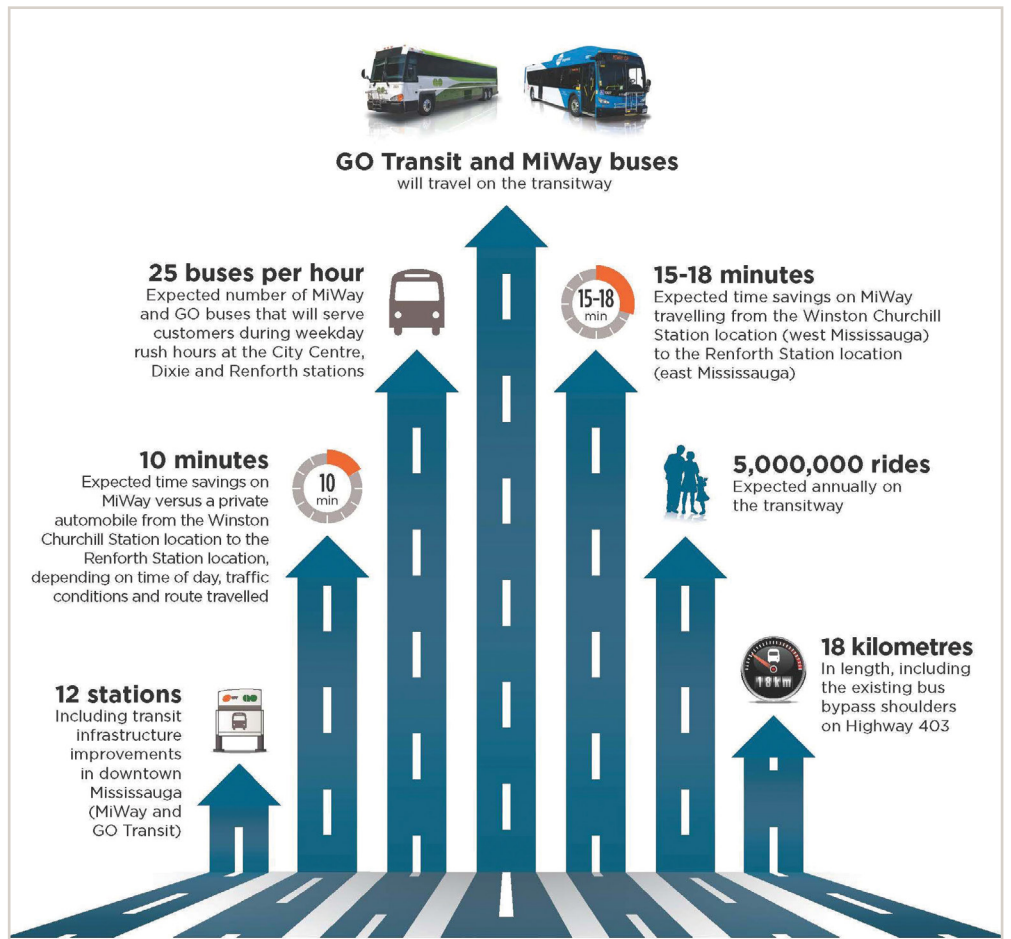 GO Transit and MiWay buses
will travel on the transitway
25 buses per hour
Expected number of MiWay
and GO buses that will serve
customers during weekday
rush hours at the City Centre,
Dixie and Renforth stations
15-18
min
15-18 minutes
Expected time savings on MiWay
travelling from the Winston Churchill
Station location (west Mississauga)
to the Renforth Station location
(east Mississauga)
10 minutes
Expected time savings on
MiWay versus a private
automobile from the Winston
Churchill Station location to the
Renforth Station location,
depending on time of day, traffic
conditions and route travelled
10
min
5,000,000 rides
Expected annually on
the transitway
12 stations
Including transit
infrastructure
improvements
in downtown
Mississauga
(MiWay and
GO Transit)
GO
18km
18 kilometres
In length, including
the existing bus
bypass shoulders
on Highway 403